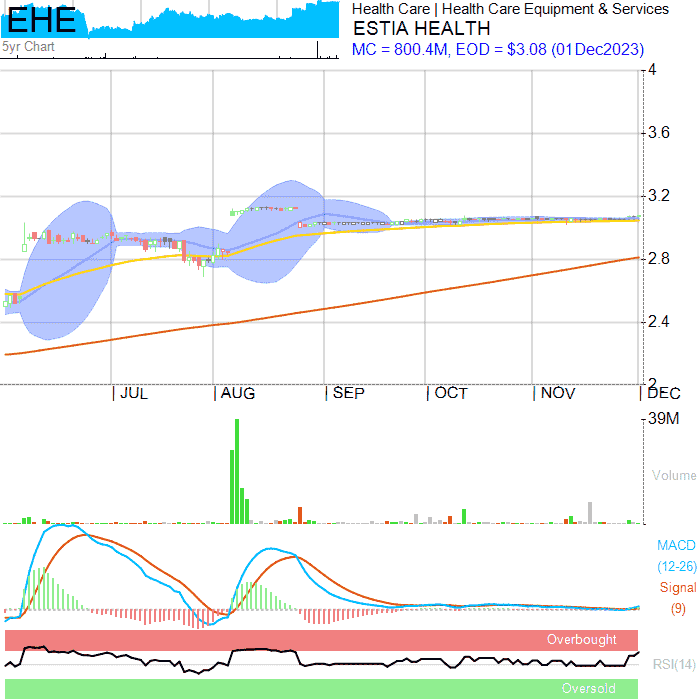 EHE
Health Care | Health Care Equipment & Services
ESTIA HEALTH
MC = 800.4M, EOD = $3.08 (01Dec2023)
5yr Chart
4
3.6
3.2
2.8
2.4
2
JUL AUG SEP OCT NOV DEC
39M
Volume
MACD
(12-26)
Signal
(9)
Overbought
RSI(14)
Oversold